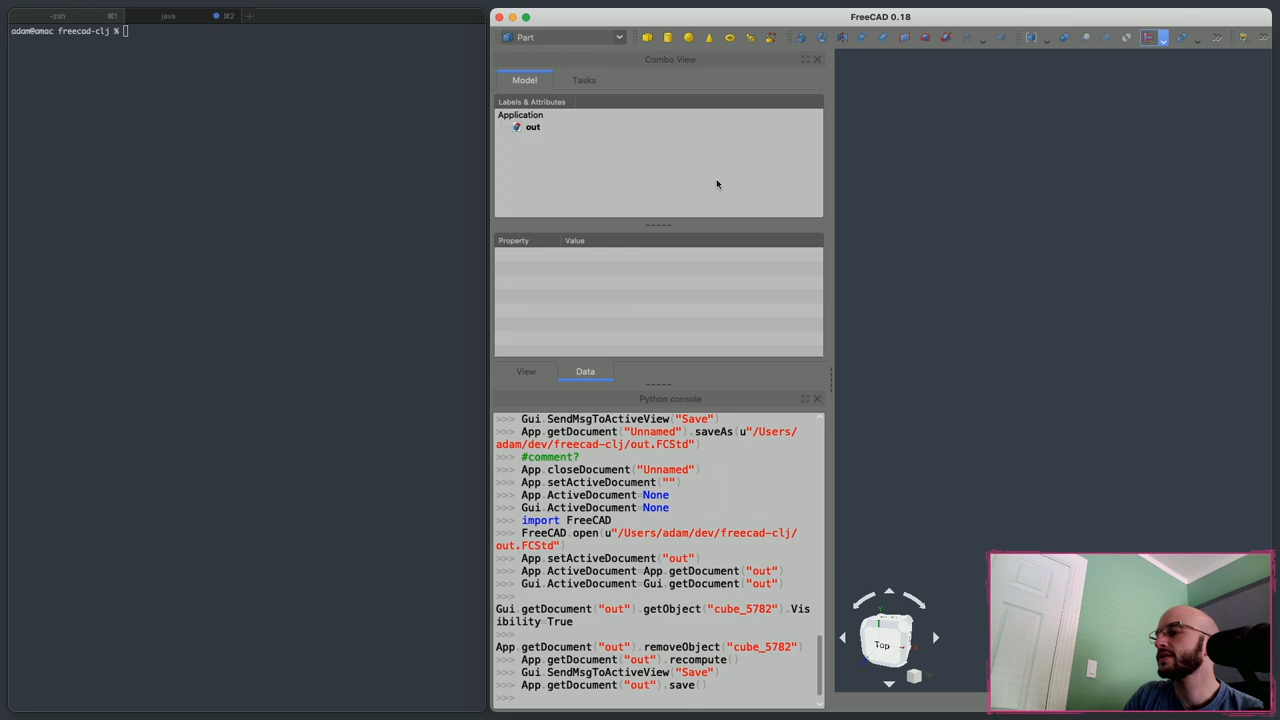 -zsh
⌘1
java
⌘2
+
adam@amac freecad-clj %
FreeCAD 0.18
Part
Combo View
Model
Tasks
Labels & Attributes
Application
out
Property
Value
View
Data
Python console
>>> Gui.SendMsgToActiveView("Save")
>>> App.getDocument("Unnamed").saveAs(u"/Users/
adam/dev/freecad-clj/out.FCStd")
>>> #comment?
>>> App.closeDocument("Unnamed")
>>> App.setActiveDocument("")
>>> App.ActiveDocument=None
>>> Gui.ActiveDocument=None
>>> import FreeCAD
>>> FreeCAD.open(u"/Users/adam/dev/freecad-clj/
out.FCStd")
>>> App.setActiveDocument("out")
>>> App.ActiveDocument=App.getDocument("out")
>>> Gui.ActiveDocument=Gui.getDocument("out")
>>>
Gui.getDocument("out").getObject("cube_5782").Vis
ibility=True
>>>
App.getDocument("out").removeObject("cube_5782")
>>> App.getDocument("out").recompute()
>>> Gui.SendMsgToActiveView("Save")
>>> App.getDocument("out").save()
>>>
Top